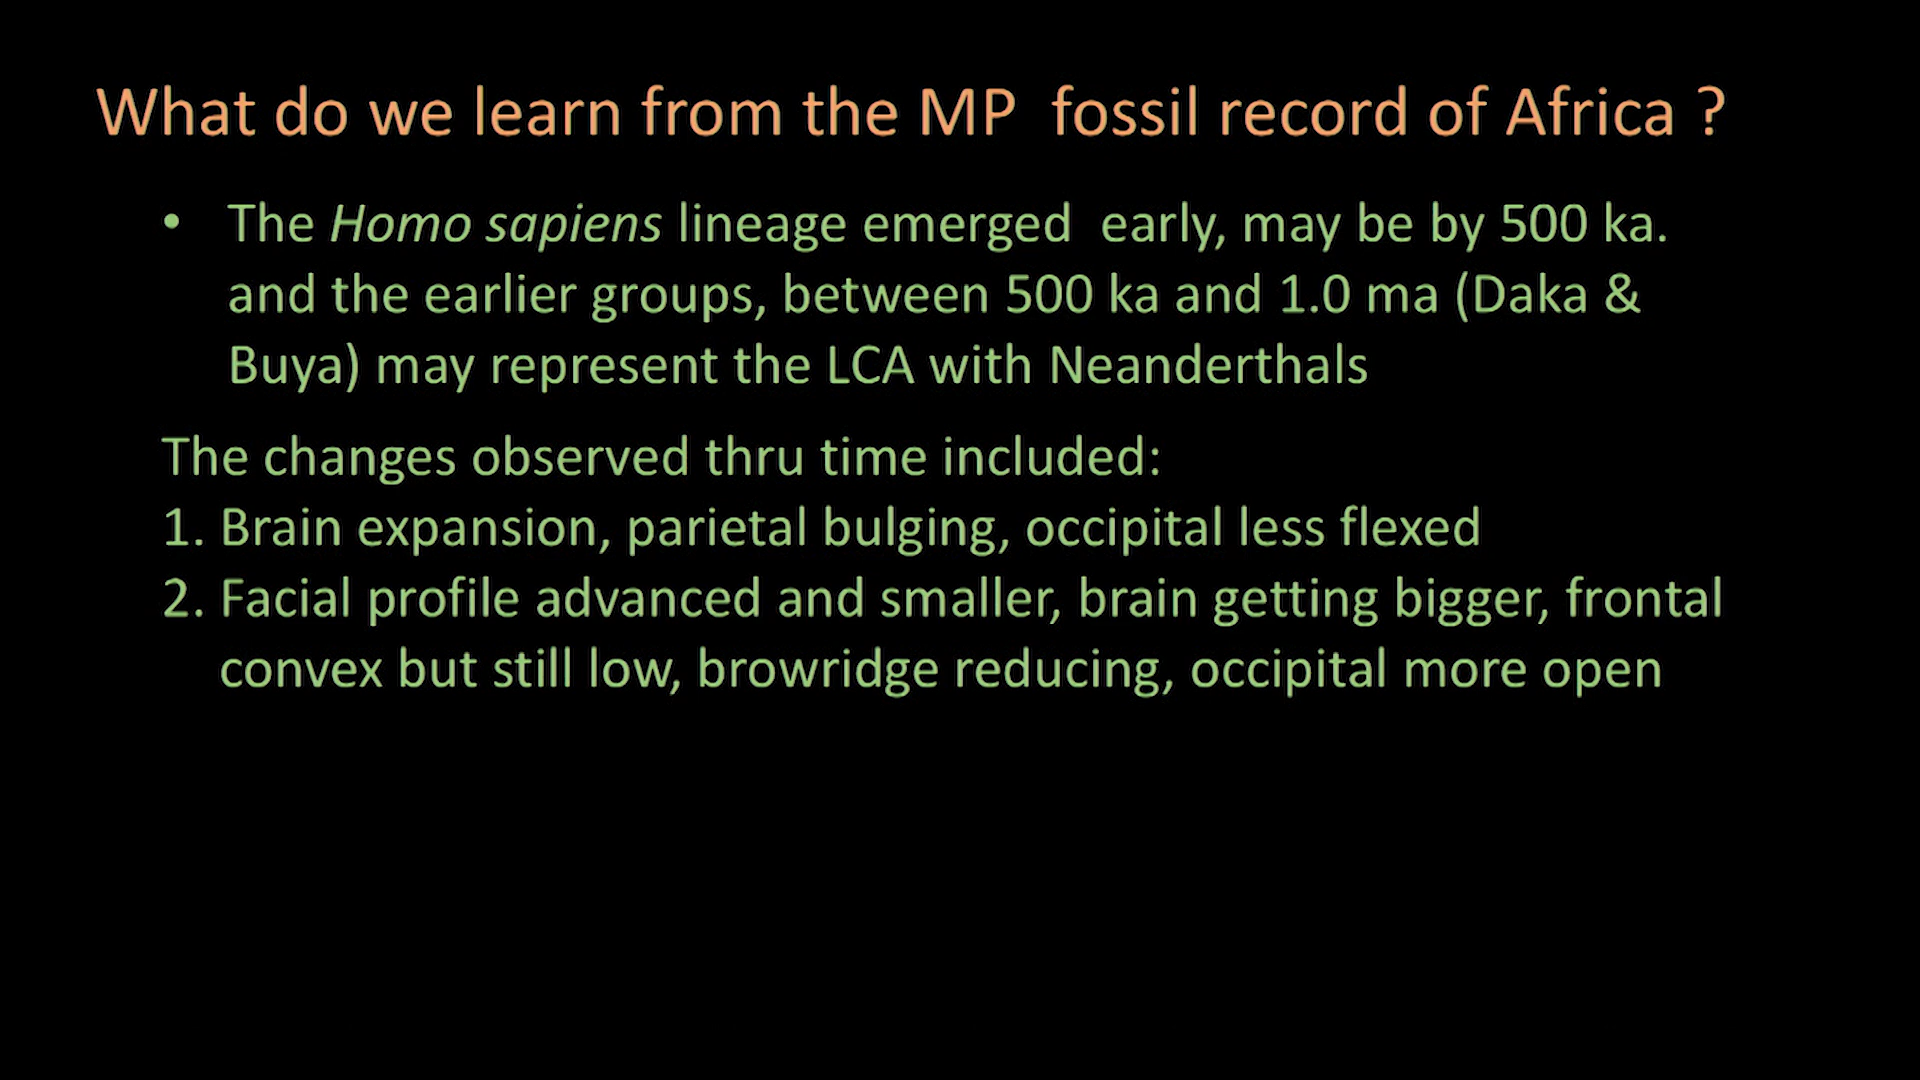 What do we learn from the MP  fossil record of Africa ?
• The Homo sapiens lineage emerged  early, may be by 500 ka.
and the earlier groups, between 500 ka and 1.0 ma (Daka &
Buya) may represent the LCA with Neanderthals
The changes observed thru time included:
1. Brain expansion, parietal bulging, occipital less flexed
2. Facial profile advanced and smaller, brain getting bigger, frontal
convex but still low, browridge reducing, occipital more open